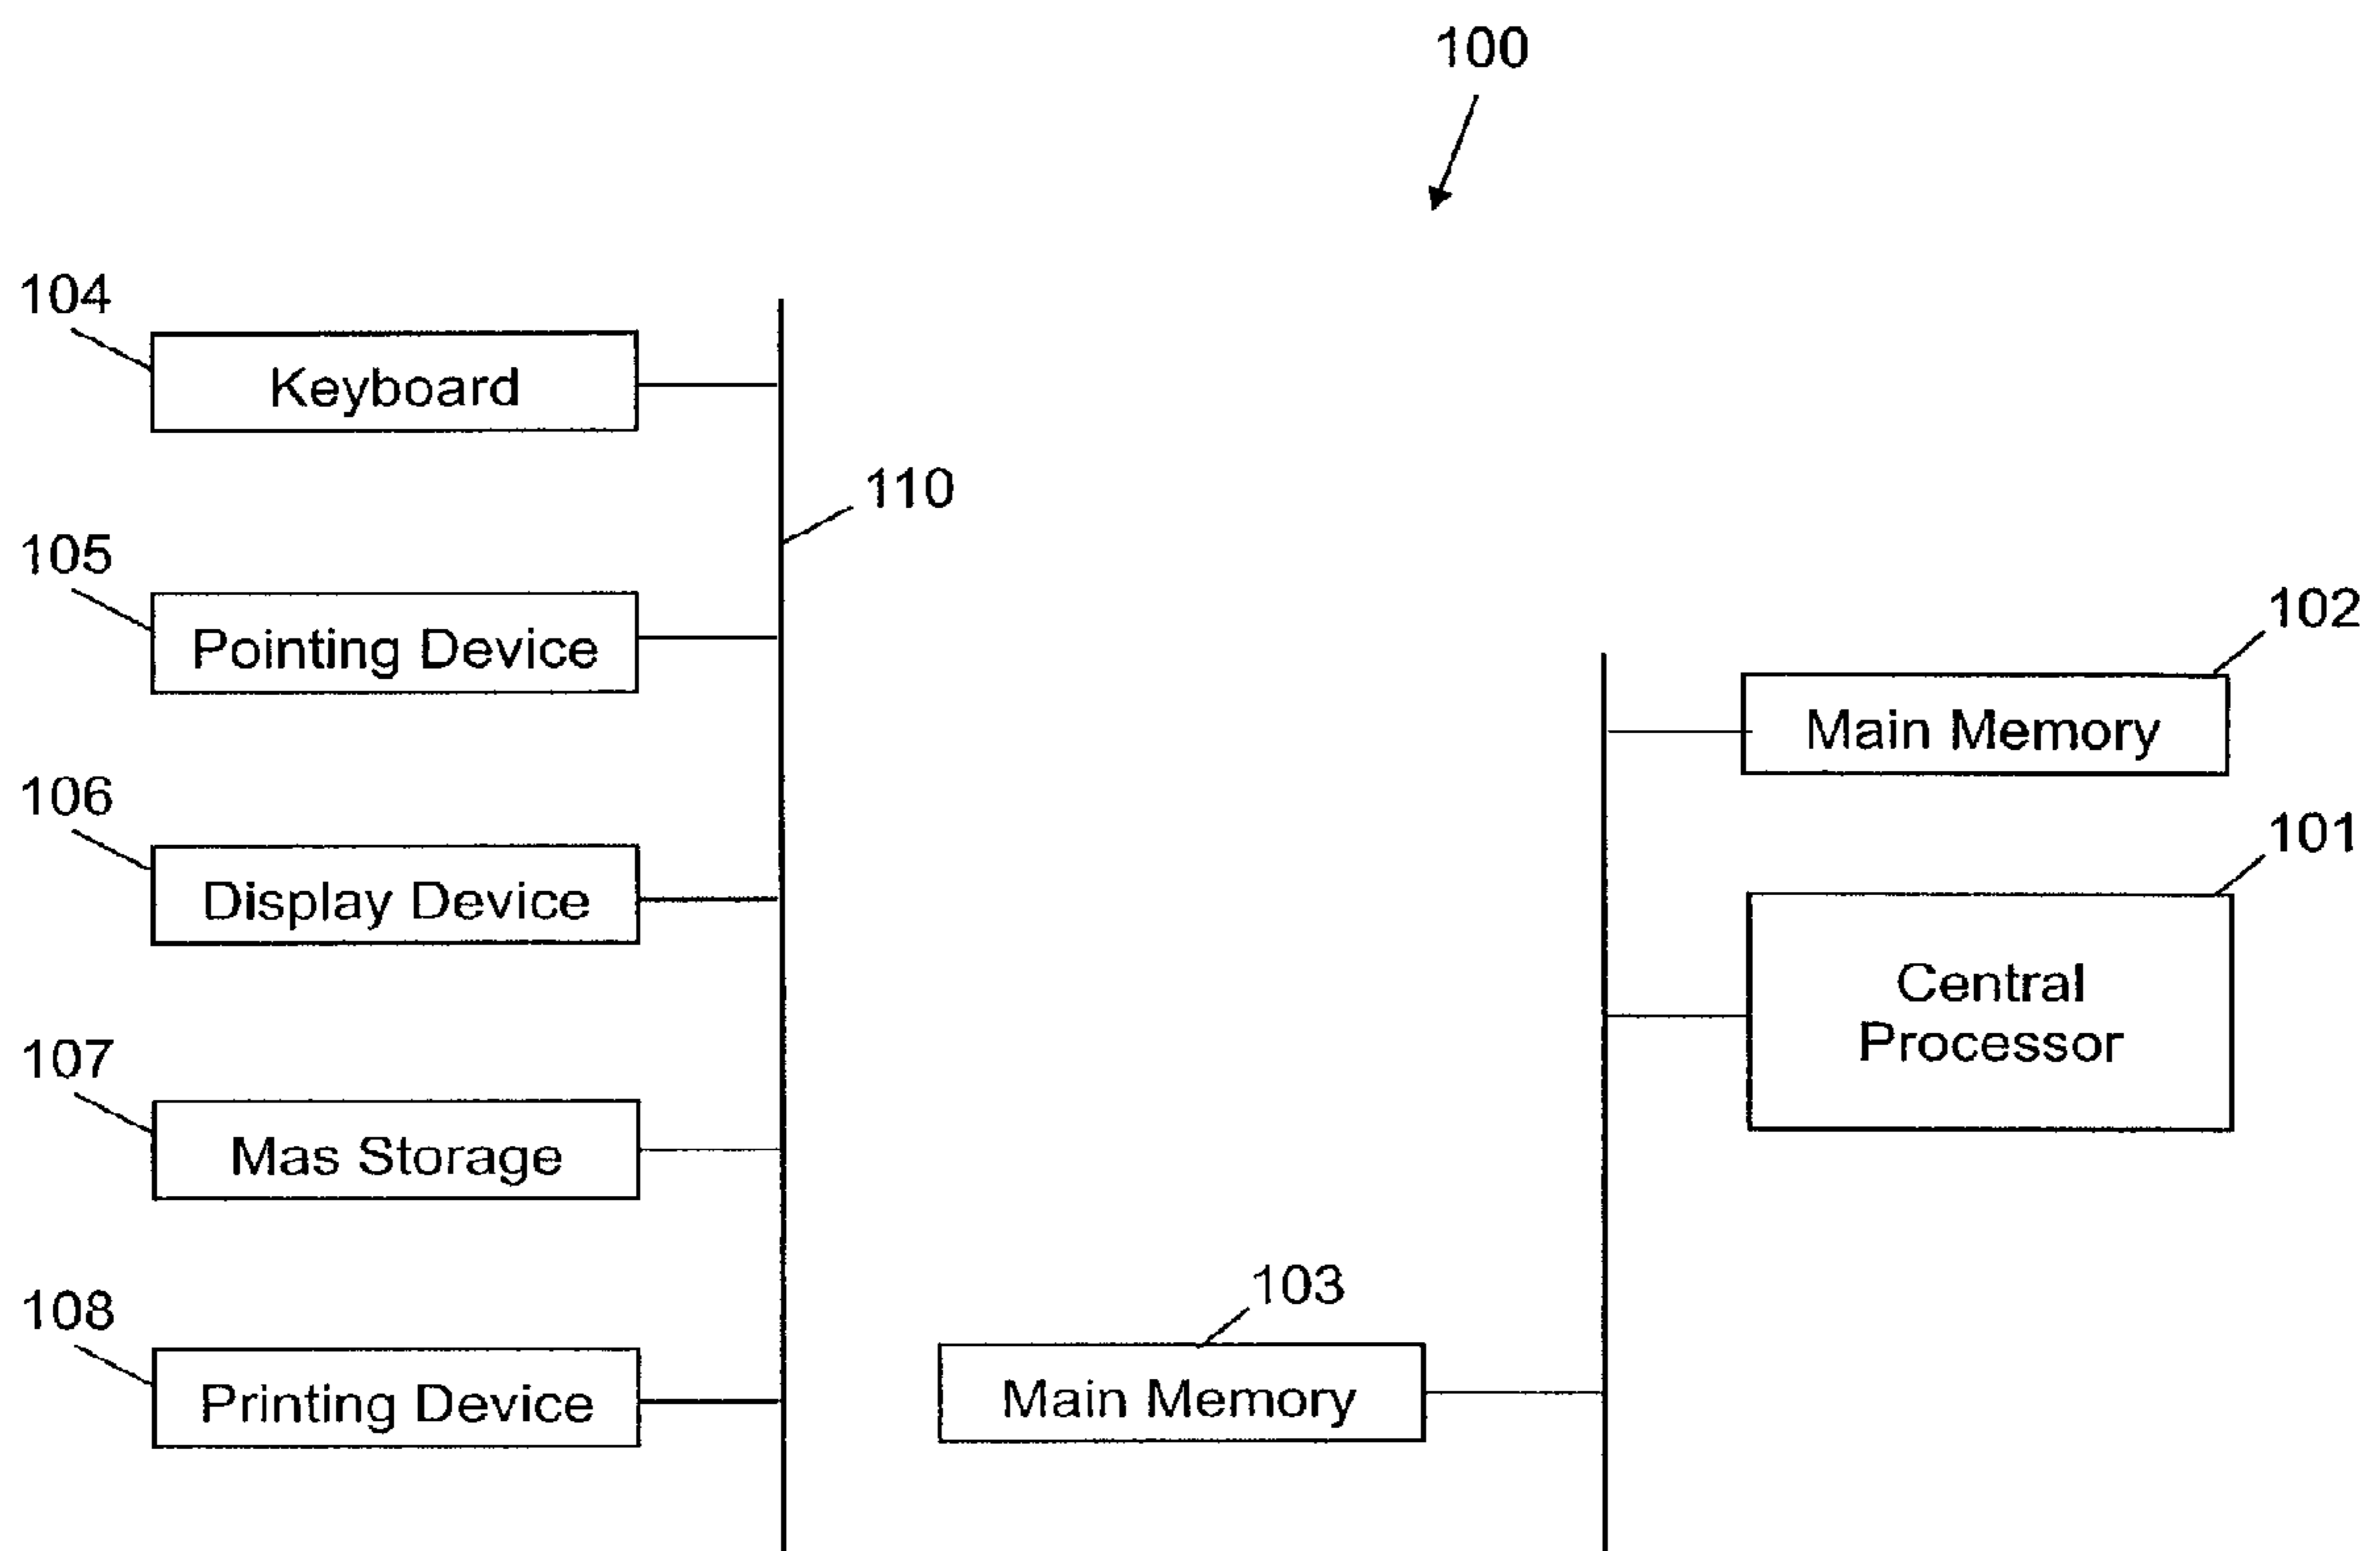 100
104
Keyboard
110
105
Pointing Device
102
Main Memory
106
Display Device
101
Central
Processor
107
Mas Storage
103
Main Memory
108
Printing Device